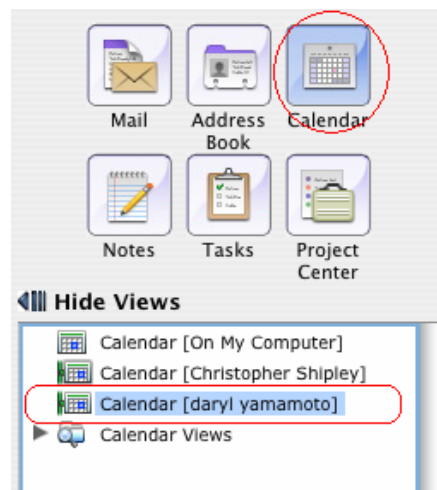 Mail Address Book Calendar
Notes Tasks Project Center
Hide Views
Calendar [On My Computer]
Calendar [Christopher Shipley]
Calendar [daryl yamamoto]
Calendar Views